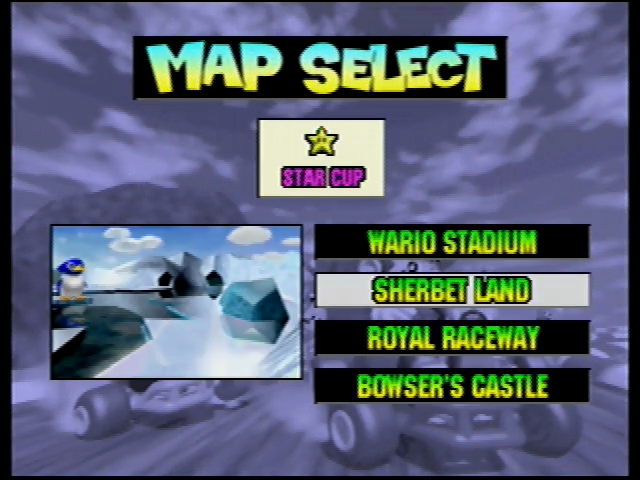 MAP SELECT
STAR CUP
WARIO STADIUM
SHERBET LAND
ROYAL RACEWAY
BOWSER'S CASTLE